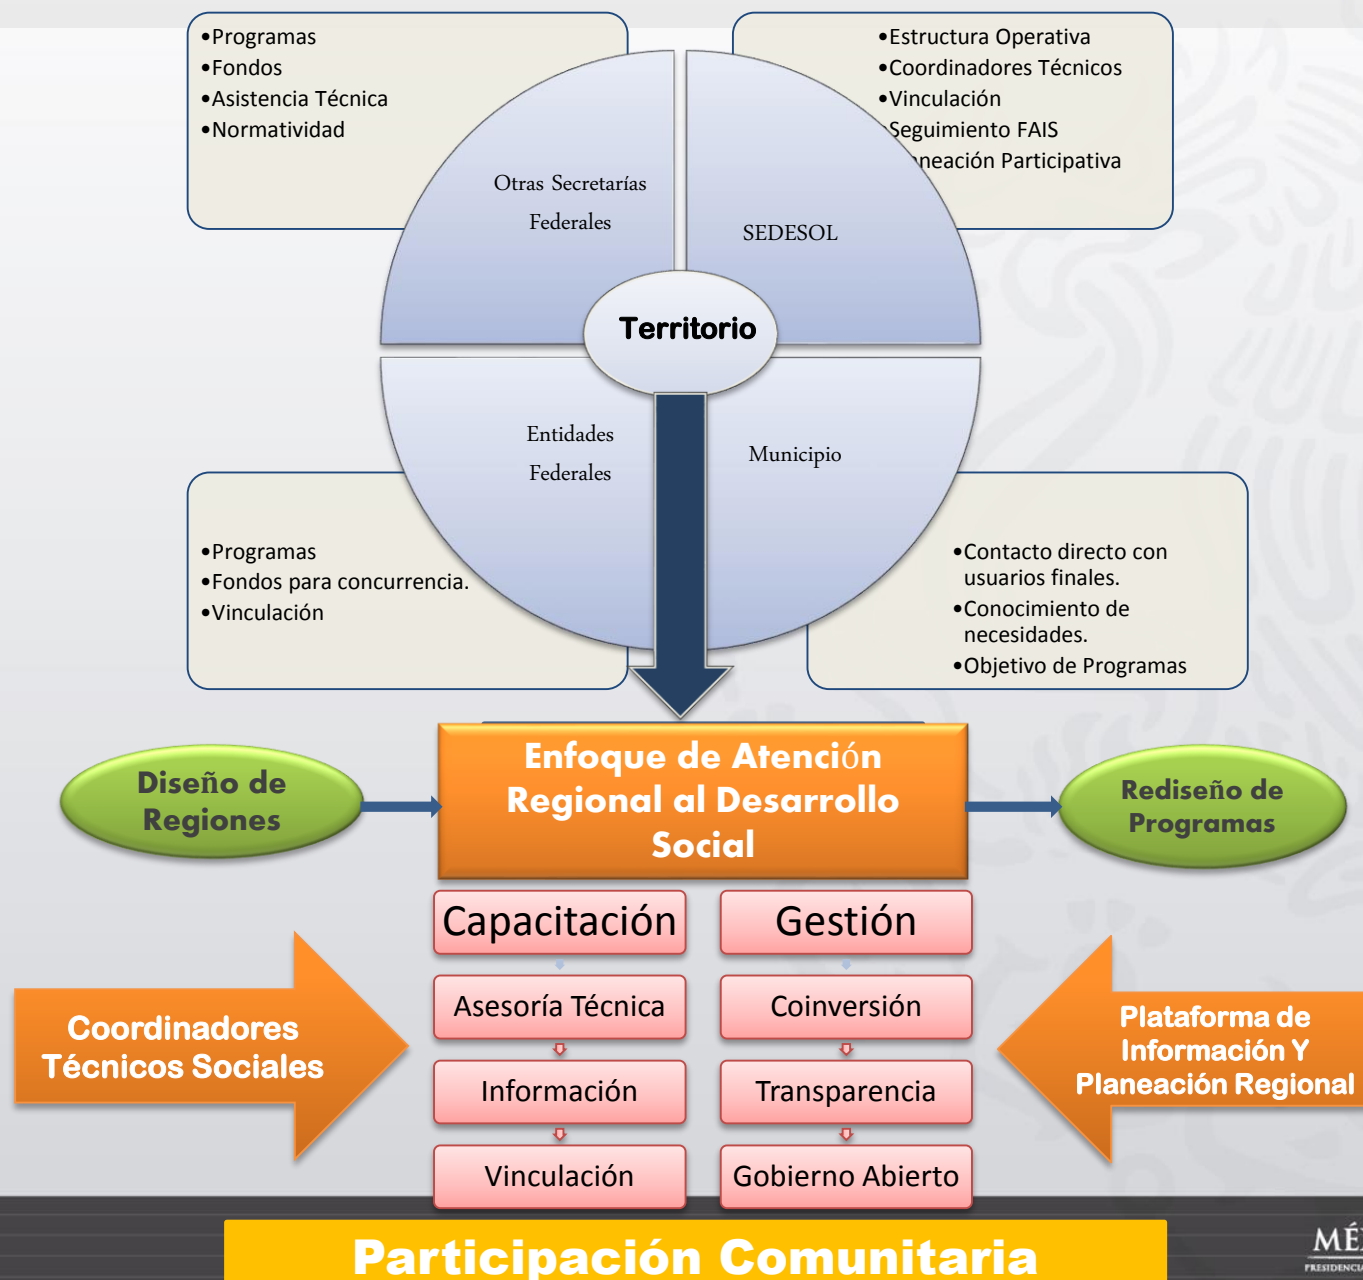 •Programas
•Fondos
•Asistencia Técnica
•Normatividad
•Estructura Operativa
•Coordinadores Técnicos
•Vinculación
Seguimiento FAIS
Participativa
Otras Secretarías
Federales
SEDESOL
Territorio
Entidades
Federales
Municipio
•Programas
•Fondos para concurrencia.
•Vinculación
•Contacto directo con
usuarios finales.
•Conocimiento de
necesidades.
•Objetivo de Programas
Diseño de
Regiones
Enfoque de Atención
Regional al Desarrollo
Social
Rediseño de
Programas
Capacitación
Asesoría Técnica
Información
Vinculación
Gestión
Coinversión
Transparencia
Gobierno Abierto
Coordinadores
Técnicos Sociales
Plataforma de
Información Y
Planeación Regional
Participación Comunitaria